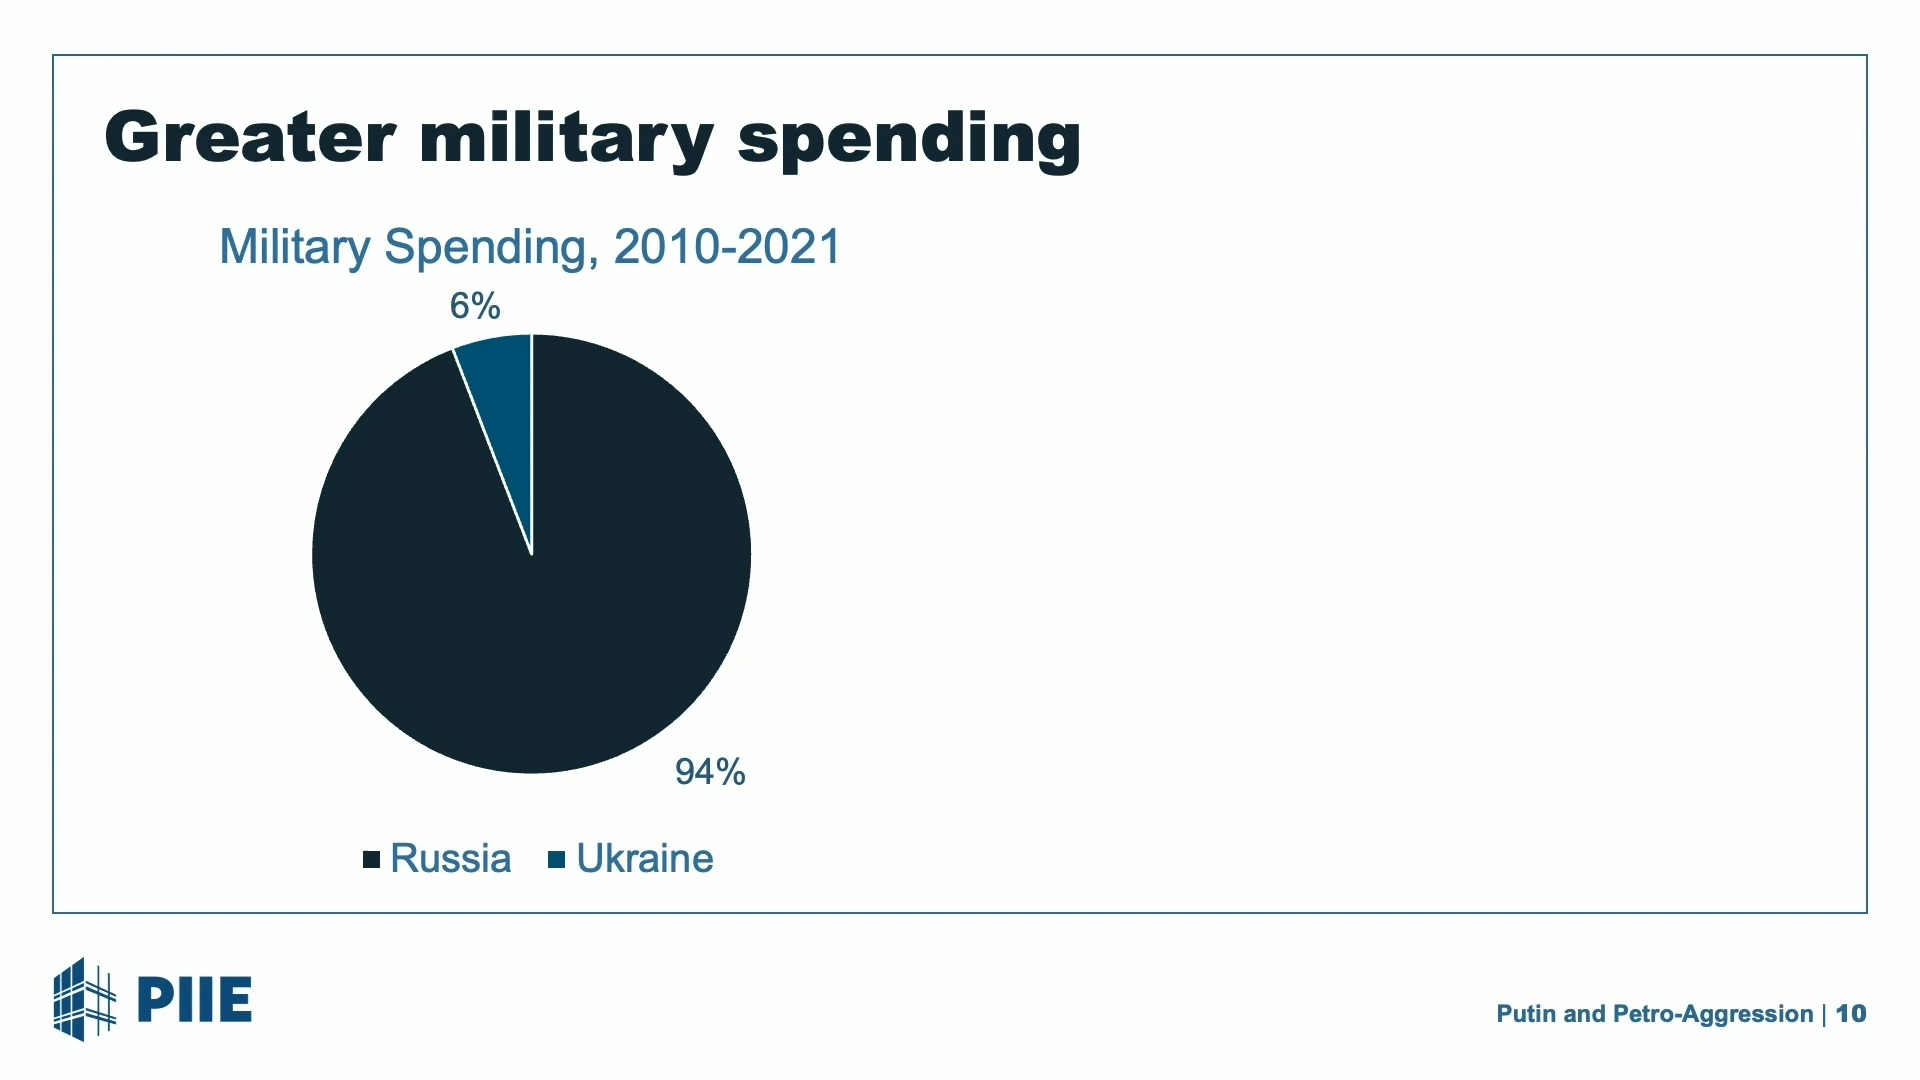 Greater military spending
Military Spending, 2010-2021
6%
94%
Russia Ukraine
PIIE
Putin and Petro-Aggression | 10